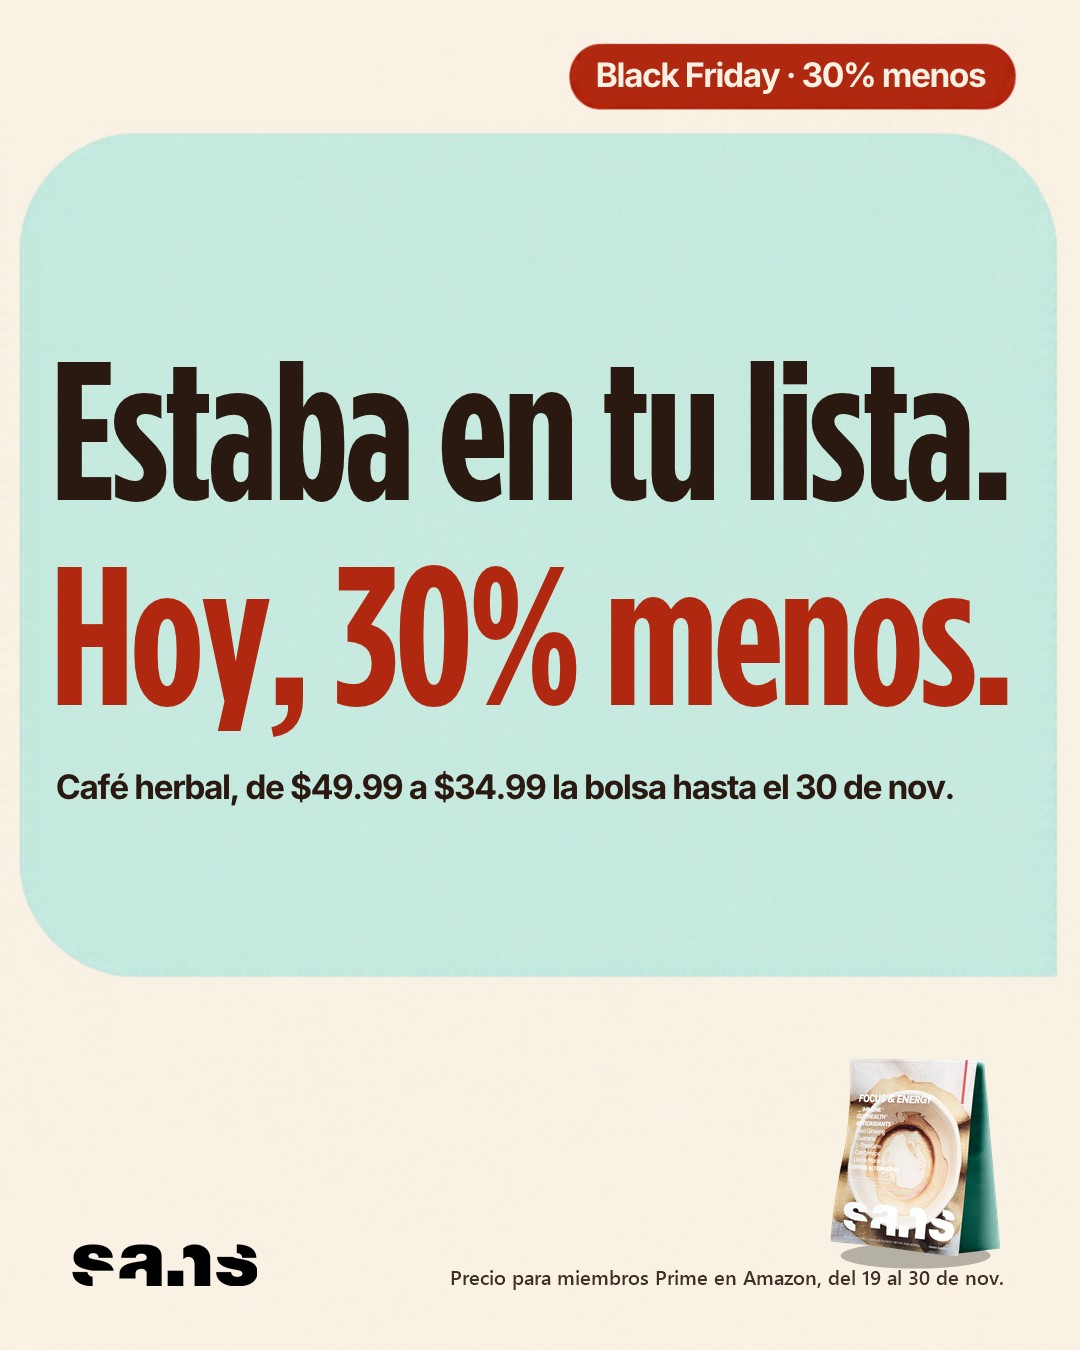 Black Friday · 30% menos
Estaba en tu lista.
Hoy, 30% menos.
Café herbal, de $49.99 a $34.99 la bolsa hasta el 30 de nov.
FOCUS & ENERGY
sans
sans
Precio para miembros Prime en Amazon, del 19 al 30 de nov.